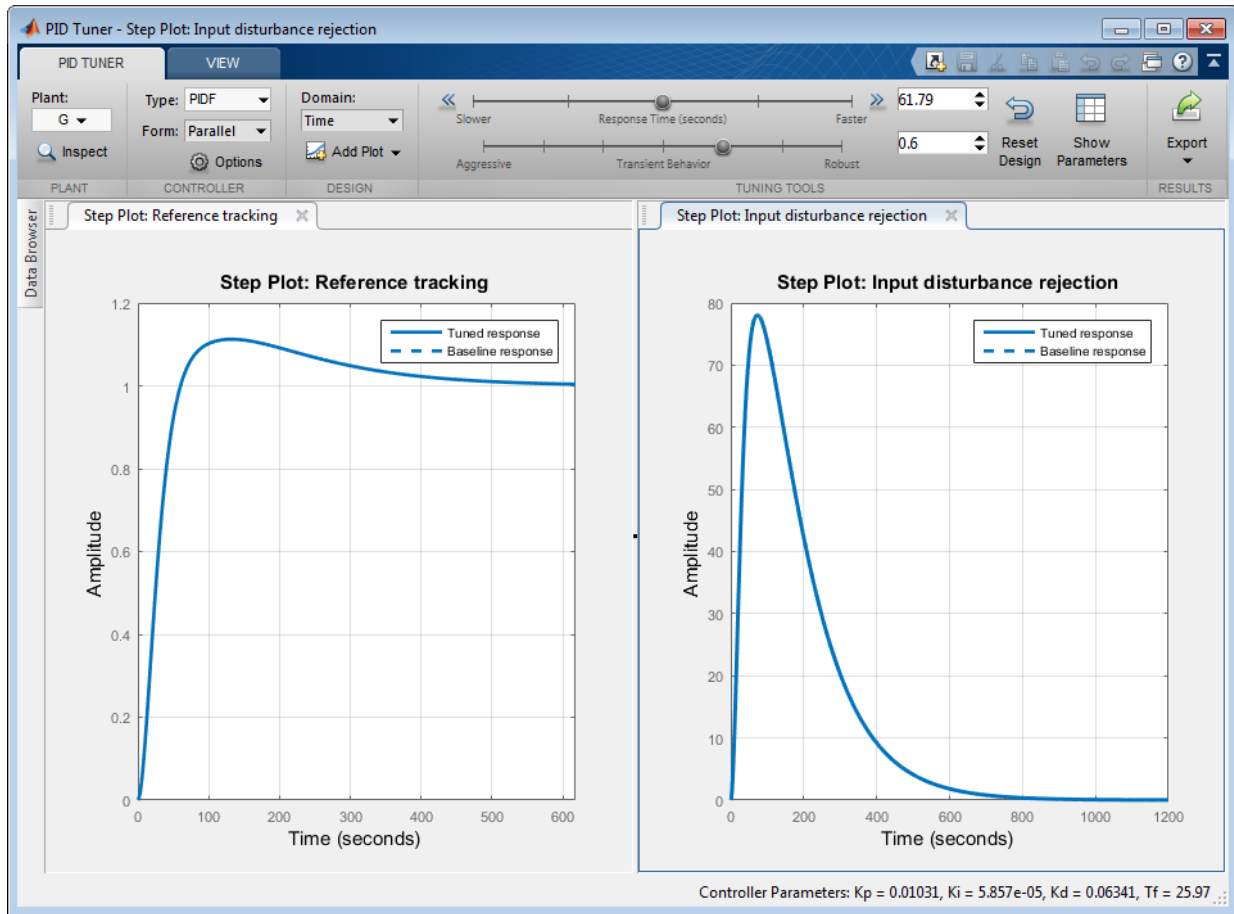 PID Tuner - Step Plot: Input disturbance rejection
PID TUNER
VIEW
Plant:
G
Inspect
PLANT
Type: PIDF
Form: Parallel
Options
CONTROLLER
Domain:
Time
Add Plot
DESIGN
Slower
Response Time (seconds)
Faster
61.79
Aggressive
Transient Behavior
Robust
0.6
Reset
Design
Show
Parameters
TUNING TOOLS
Export
RESULTS
Data Browser
Step Plot: Reference tracking
Step Plot: Reference tracking
Tuned response
Baseline response
1.2
1
0.8
0.6
0.4
0.2
0
Amplitude
0 100 200 300 400 500 600
Time (seconds)
Step Plot: Input disturbance rejection
Step Plot: Input disturbance rejection
Tuned response
Baseline response
80
70
60
50
40
30
20
10
0
Amplitude
0 200 400 600 800 1000 1200
Time (seconds)
Controller Parameters: Kp = 0.01031, Ki = 5.857e-05, Kd = 0.06341, Tf = 25.97